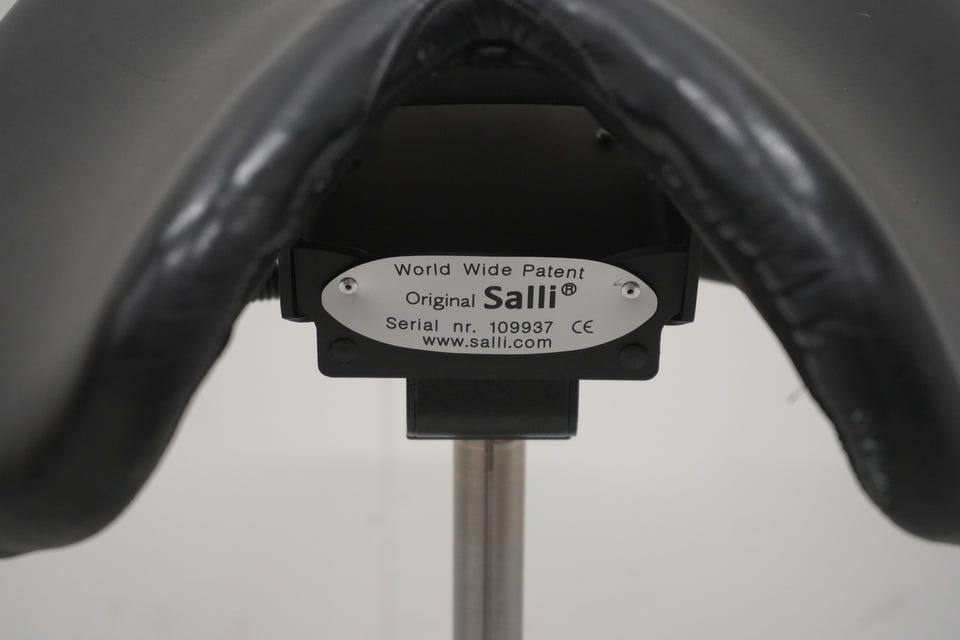 World Wide Patent
Original Salli®
Serial nr. 109937 CE
www.salli.com